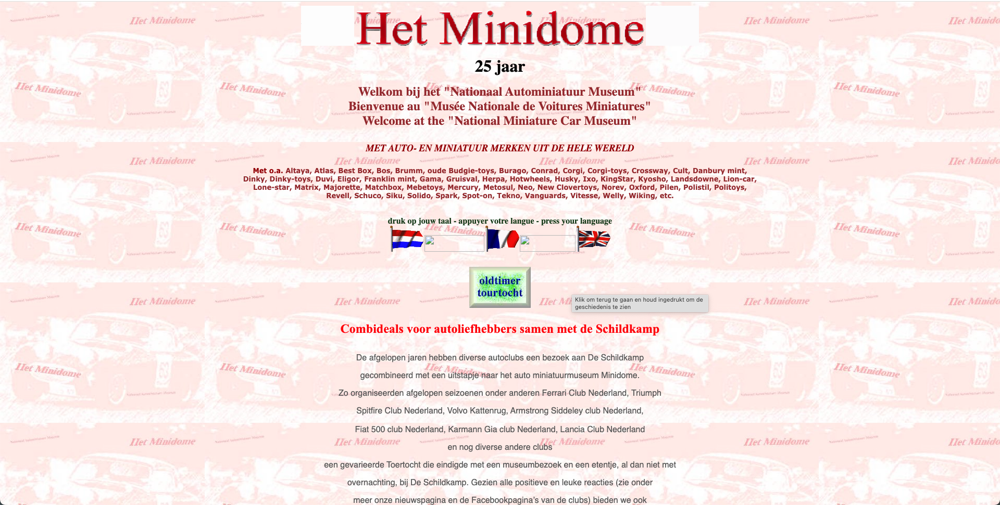 Het Minidome
25 jaar
Welkom bij het "Nationaal Autominiatuur Museum"
Bienvenue au "Musée Nationale de Voitures Miniatures"
Welcome at the "National Miniature Car Museum"
MET AUTO- EN MINIATUUR MERKEN UIT DE HELE WERELD
Met o.a. Altaya, Atlas, Best Box, Bos, Brumm, oude Budgie-toys, Burago, Conrad, Corgi, Corgi-toys, Crossway, Cult, Danbury mint,
Dinky, Dinky-toys, Duvi, Eligor, Franklin mint, Gama, Gruisval, Herpa, Hotwheels, Husky, Ixo, KingStar, Kyosho, Landsdowne, Lion-car,
Lone-star, Matrix, Majorette, Matchbox, Mebetoys, Mercury, Metosul, Neo, New Clovertoys, Norev, Oxford, Pilen, Polistil, Politoys,
Revell, Schuco, Siku, Solido, Spark, Spot-on, Tekno, Vanguards, Vitesse, Welly, Wiking, etc.
druk op jouw taal - appuyer votre langue - press your language
oldtimer
tourtocht
Klik om terug te gaan en houd ingedrukt om de
geschiedenis te zien
Combideals voor autoliefhebbers samen met de Schildkamp
De afgelopen jaren hebben diverse autoclubs een bezoek aan De Schildkamp
gecombineerd met een uitstapje naar het auto miniatuurmuseum Minidome.
Zo organiseerden afgelopen seizoenen onder anderen Ferrari Club Nederland, Triumph
Spitfire Club Nederland, Volvo Kattenrug, Armstrong Siddeley club Nederland,
Fiat 500 club Nederland, Karmann Gia club Nederland, Lancia Club Nederland
en nog diverse andere clubs
een gevarieerde Toertocht die eindigde met een museumbezoek en een etentje, al dan niet met
overnachting, bij De Schildkamp. Gezien alle positieve en leuke reacties (zie onder
meer onze nieuwspagina en de Facebookpagina's van de clubs) bieden we ook